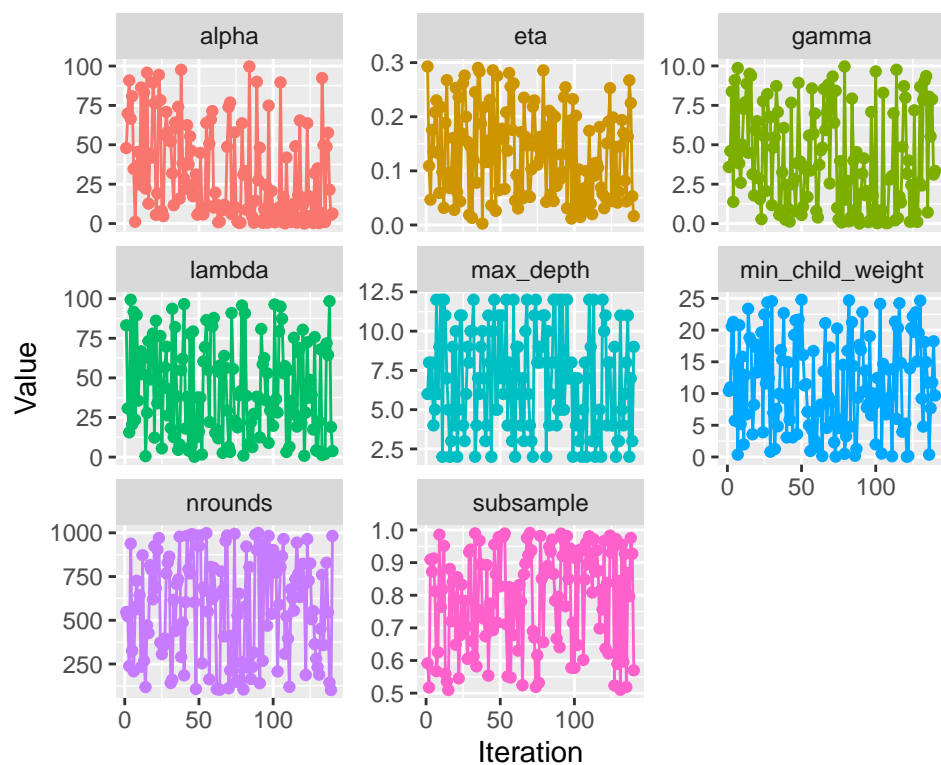 alpha eta gamma
100 0.3 10.0
75 0.2 7.5
50 5.0
25 0.1 2.5
0 0.0 0.0
lambda max_depth min_child_weight
100 12.5 25
75 10.0 20
50 7.5 15
25 5.0 10
0 2.5 5
0
Value
0 50 100
nrounds subsample
1000 1.0
750 0.9
500 0.8
250 0.7
0.6
0.5
0 50 100 0 50 100
Iteration